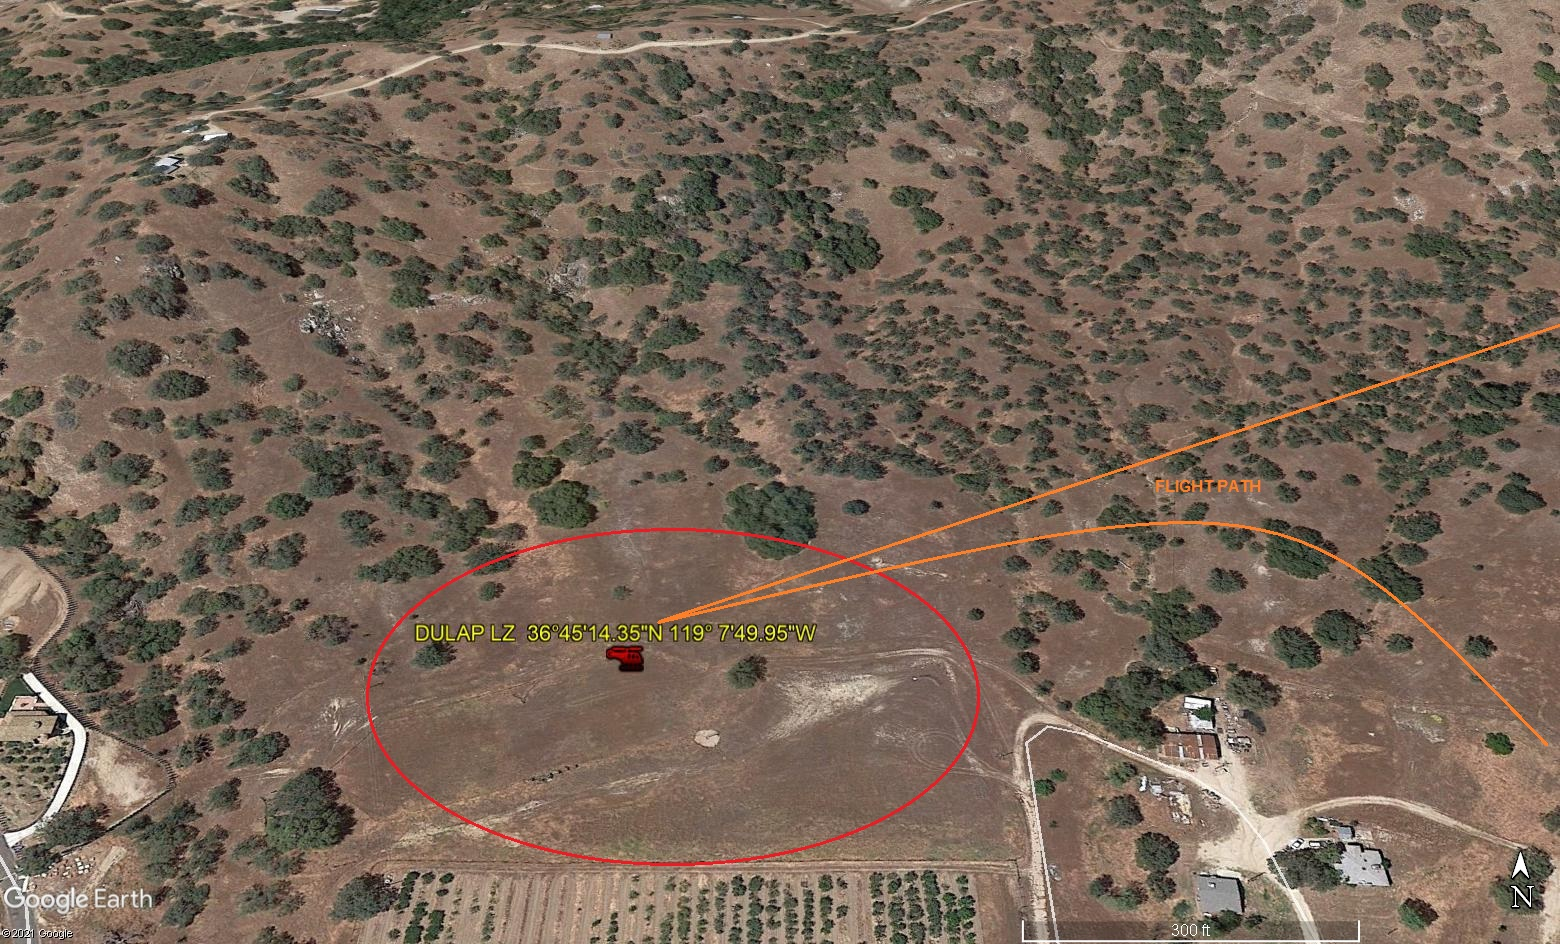 FLIGHT PATH
DULAP LZ 36°45'14.35"N 119° 7'49.95"W
N
Google Earth
300 ft
©2021 Google